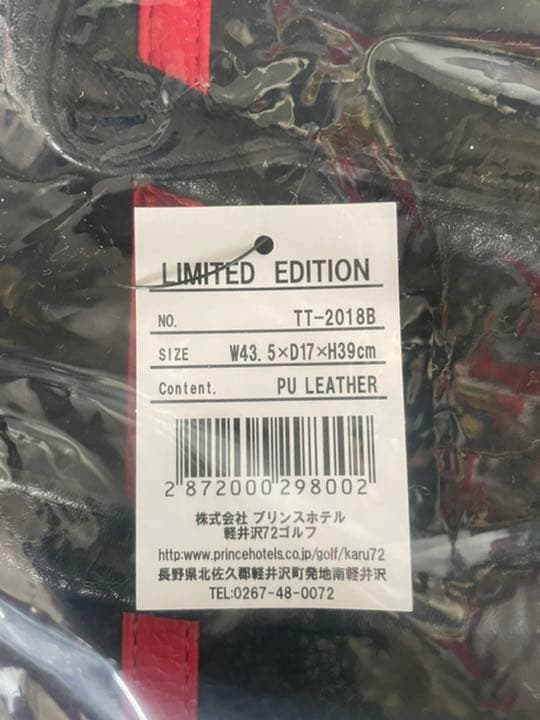 LIMITED EDITION
NO. TT-2018B
SIZE W43.5×D17×H39cm
Content. PU LEATHER
2 872000 298002
株式会社 プリンスホテル
軽井沢72ゴルフ
http:www.princehotels.co.jp/golf/karu72
長野県北佐久郡軽井沢町発地南軽井沢
TEL:0267-48-0072